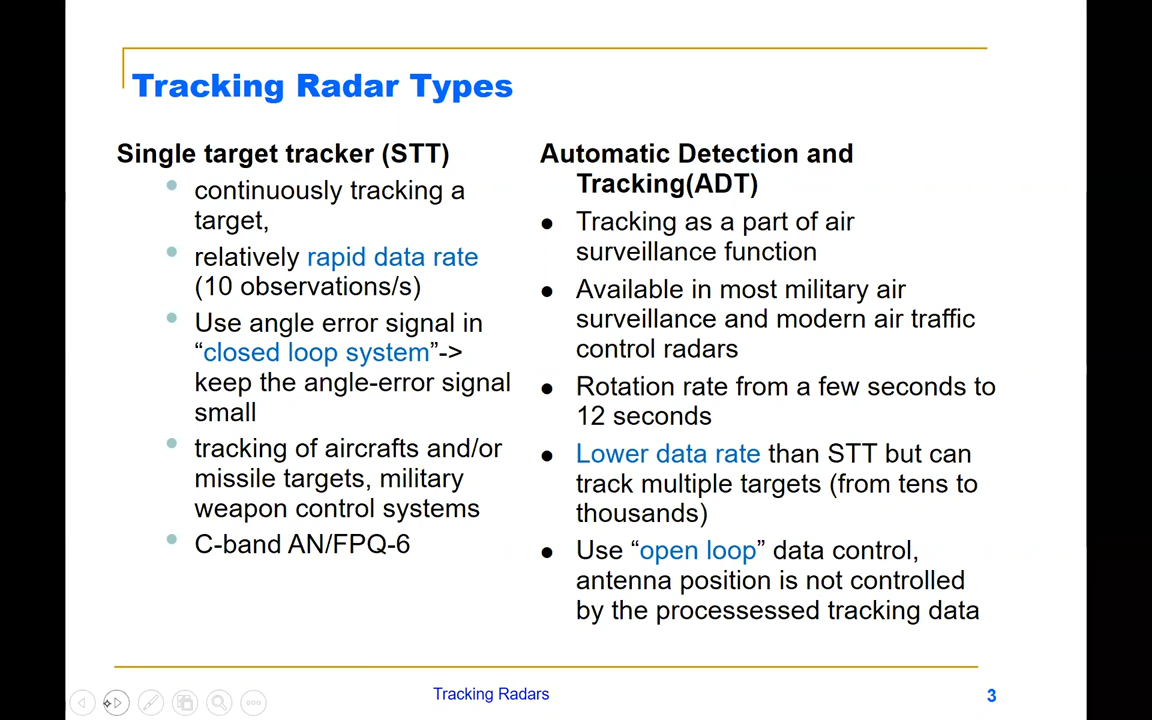 Tracking Radar Types
Single target tracker (STT)
continuously tracking a
target,
relatively rapid data rate
(10 observations/s)
Use angle error signal in
“closed loop system”->
keep the angle-error signal
small
tracking of aircrafts and/or
missile targets, military
weapon control systems
C-band AN/FPQ-6
Automatic Detection and
Tracking(ADT)
Tracking as a part of air
surveillance function
Available in most military air
surveillance and modern air traffic
control radars
Rotation rate from a few seconds to
12 seconds
Lower data rate than STT but can
track multiple targets (from tens to
thousands)
Use “open loop” data control,
antenna position is not controlled
by the processessed tracking data
Tracking Radars
3